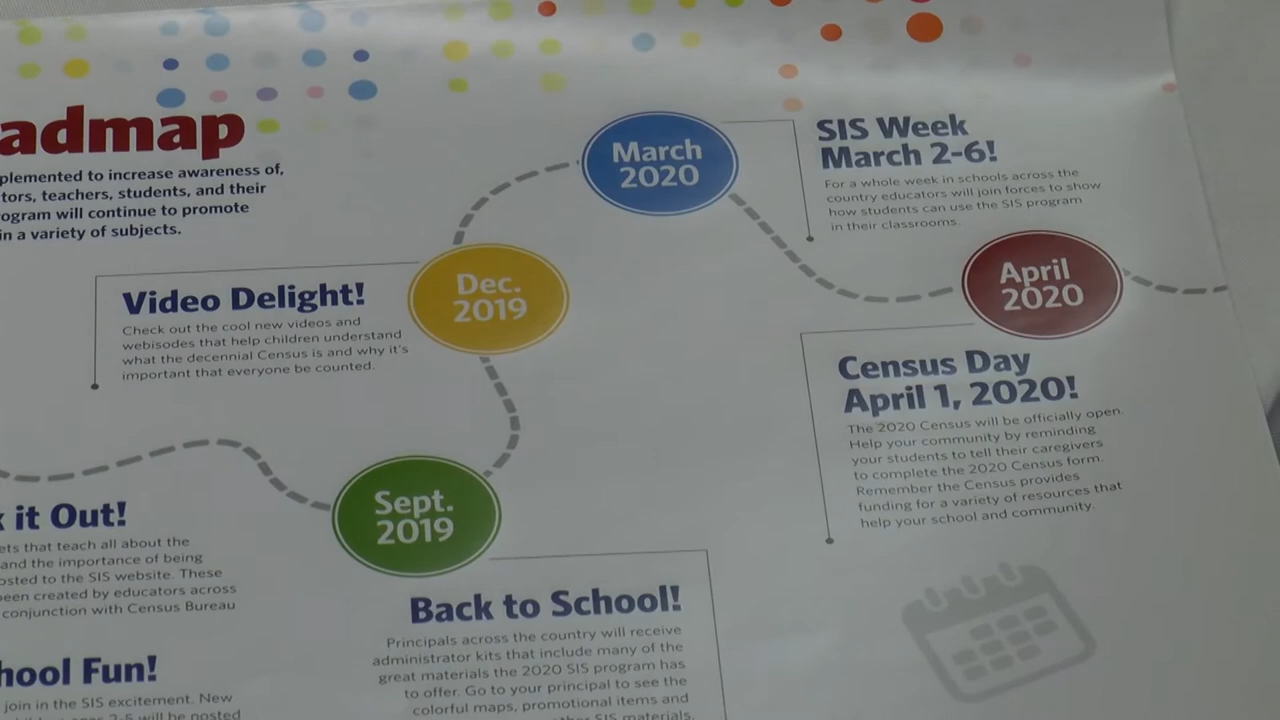 admap
plemented to increase awareness of,
tors, teachers, students, and their
ogram will continue to promote
in a variety of subjects.
March
2020
SIS Week
March 2-6!
For a whole week in schools across the
country educators will join forces to show
how students can use the SIS program
in their classrooms.
Dec.
2019
Video Delight!
Check out the cool new videos and
webisodes that help children understand
what the decennial Census is and why it's
important that everyone be counted.
April
2020
Census Day
April 1, 2020!
The 2020 Census will be officially open.
Help your community by reminding
your students to tell their caregivers
to complete the 2020 Census form.
Remember the Census provides
funding for a variety of resources that
help your school and community.
Sept.
2019
k it Out!
ets that teach all about the
and the importance of being
osted to the SIS website. These
been created by educators across
conjunction with Census Bureau
Back to School!
Principals across the country will receive
administrator kits that include many of the
great materials the 2020 SIS program has
to offer. Go to your principal to see the
colorful maps, promotional items and
other SIS materials.
hool Fun!
join in the SIS excitement. New
ages 2-5 will be posted